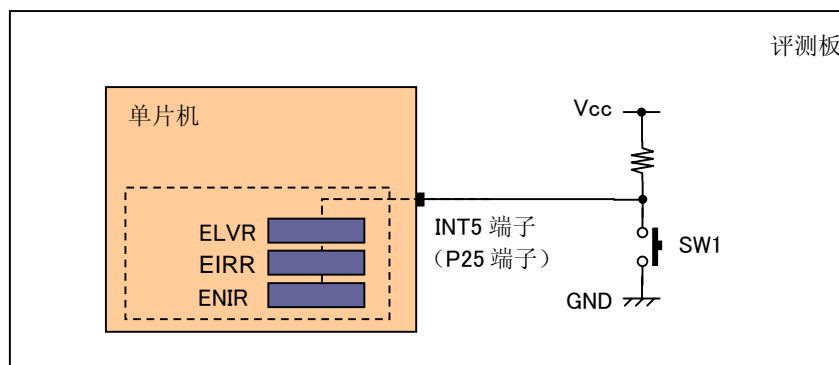 评测板
单片机
Vcc
ELVR
EIRR
ENIR
INT5 端子
（P25 端子）
SW1
GND